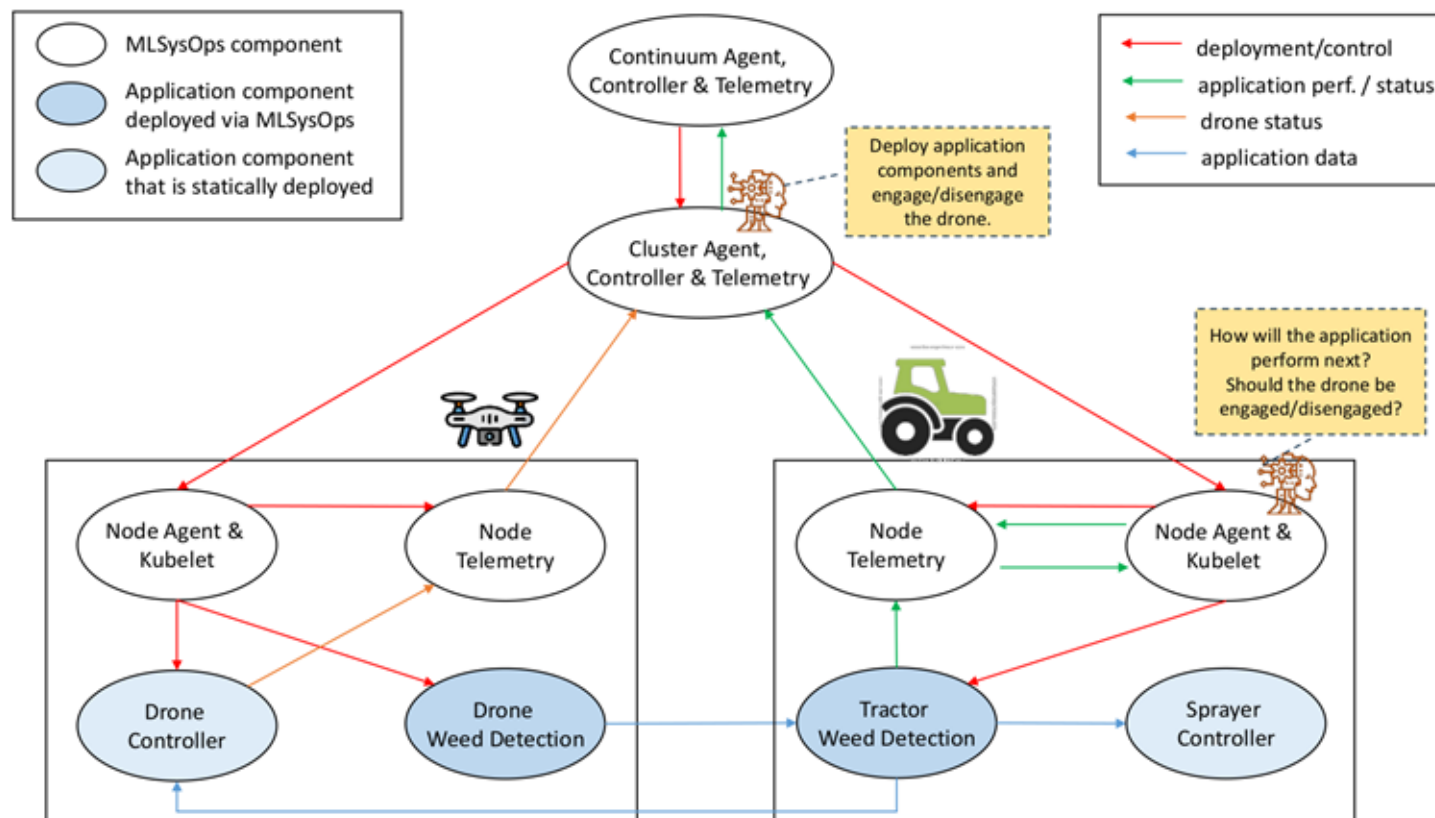 MLSysOps component
Application component
deployed via MLSysOps
Application component
that is statically deployed
Continuum Agent,
Controller & Telemetry
deployment/control
application perf. / status
drone status
application data
Deploy application
components and
engage/disengage
the drone.
Cluster Agent,
Controller & Telemetry
How will the application
perform next?
Should the drone be
engaged/disengaged?
Node Agent &
Kubelet
Node
Telemetry
Node
Telemetry
Node Agent &
Kubelet
Drone
Controller
Drone
Weed Detection
Tractor
Weed Detection
Sprayer
Controller